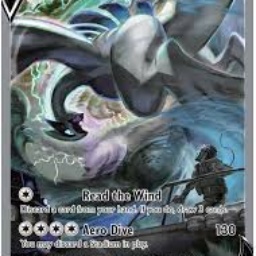 Read the Wind
Discard a card from your hand. If you do, draw 3 cards.
Aero Dive 130
You may discard a Stadium in play.